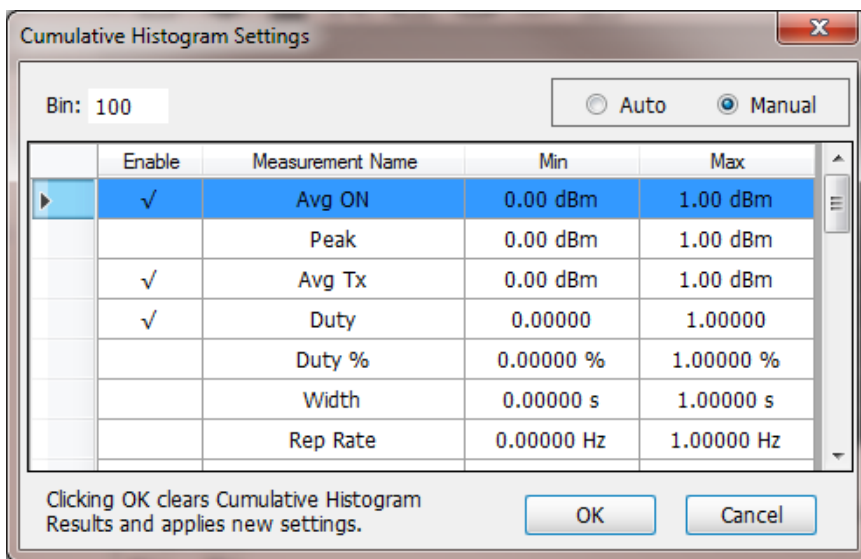 Cumulative Histogram Settings
Bin: 100 Auto Manual
Enable Measurement Name Min Max
√ Avg ON 0.00 dBm 1.00 dBm
Peak 0.00 dBm 1.00 dBm
√ Avg Tx 0.00 dBm 1.00 dBm
√ Duty 0.00000 1.00000
Duty % 0.00000 % 1.00000 %
Width 0.00000 s 1.00000 s
Rep Rate 0.00000 Hz 1.00000 Hz
Clicking OK clears Cumulative Histogram
Results and applies new settings.
OK Cancel